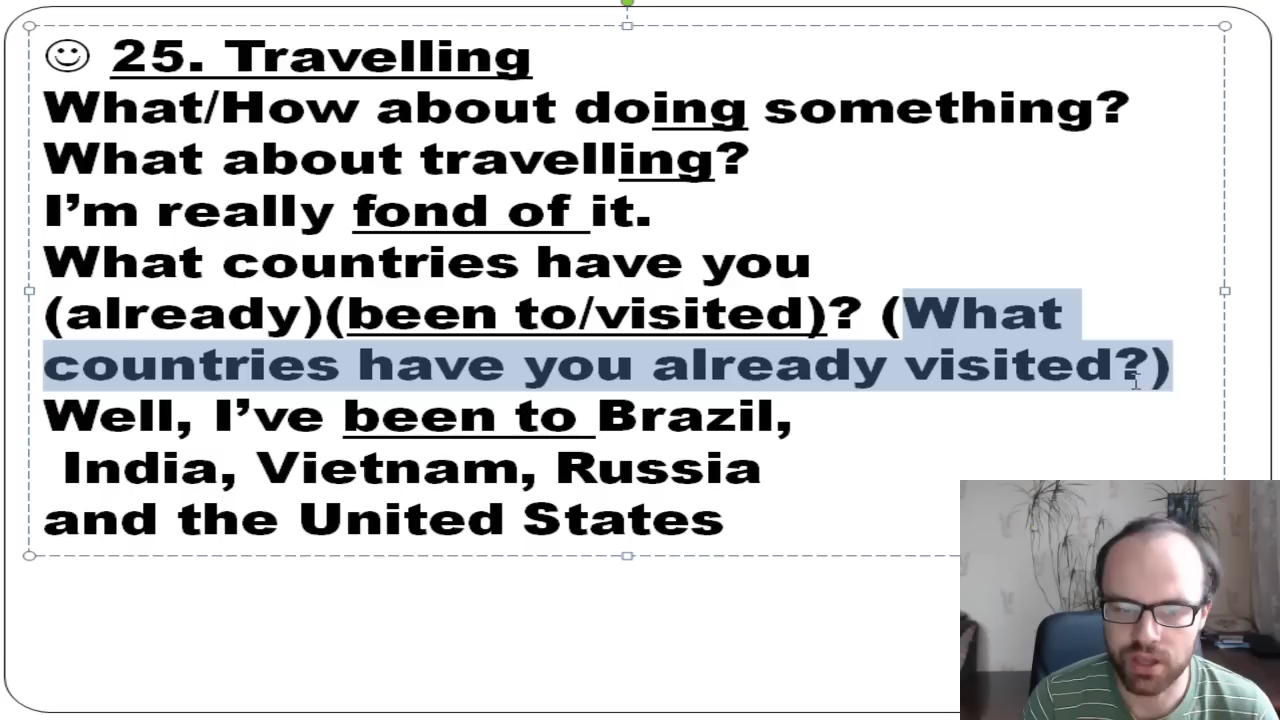 ☺ 25. Travelling
What/How about doing something?
What about travelling?
I’m really fond of it.
What countries have you
(already)(been to/visited)? (What
countries have you already visited?)
Well, I’ve been to Brazil,
India, Vietnam, Russia
and the United States